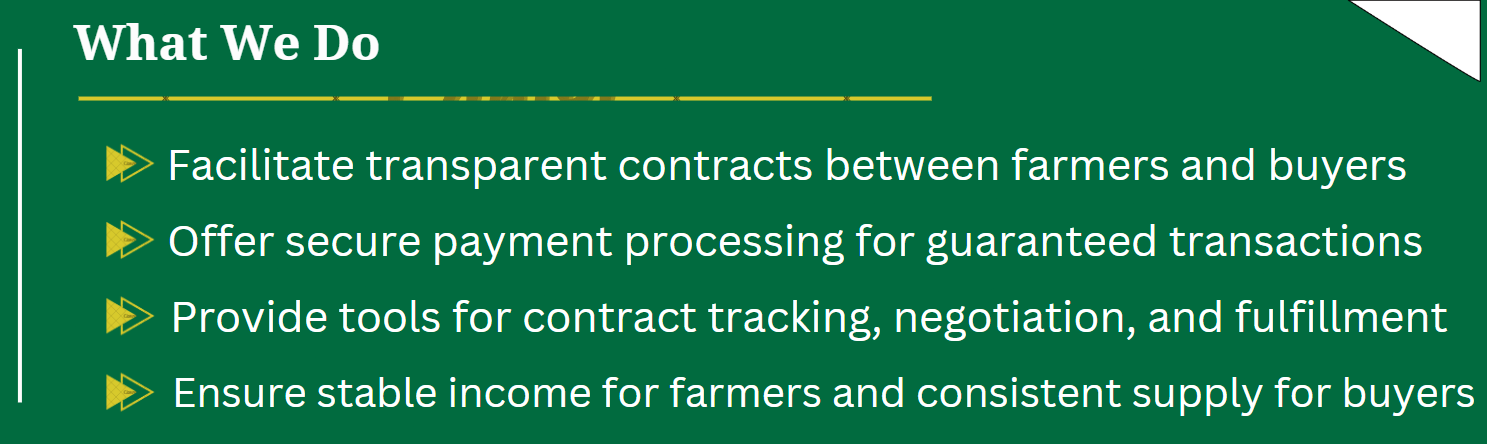 What We Do
Facilitate transparent contracts between farmers and buyers
Offer secure payment processing for guaranteed transactions
Provide tools for contract tracking, negotiation, and fulfillment
Ensure stable income for farmers and consistent supply for buyers